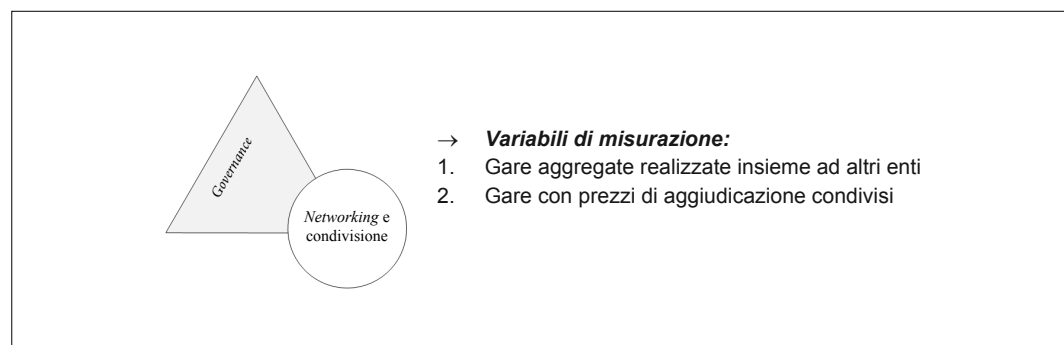 Governance
Networking e
condivisione
→ Variabili di misurazione:
1. Gare aggregate realizzate insieme ad altri enti
2. Gare con prezzi di aggiudicazione condivisi